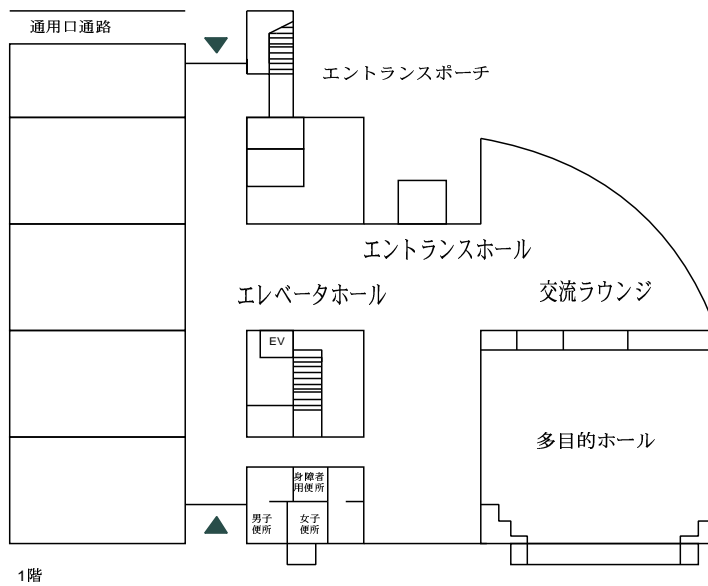 通用口通路
エントランスポーチ
エントランスホール
エレベータホール
交流ラウンジ
EV
多目的ホール
身障者
用便所
男子
便所
女子
便所
1階